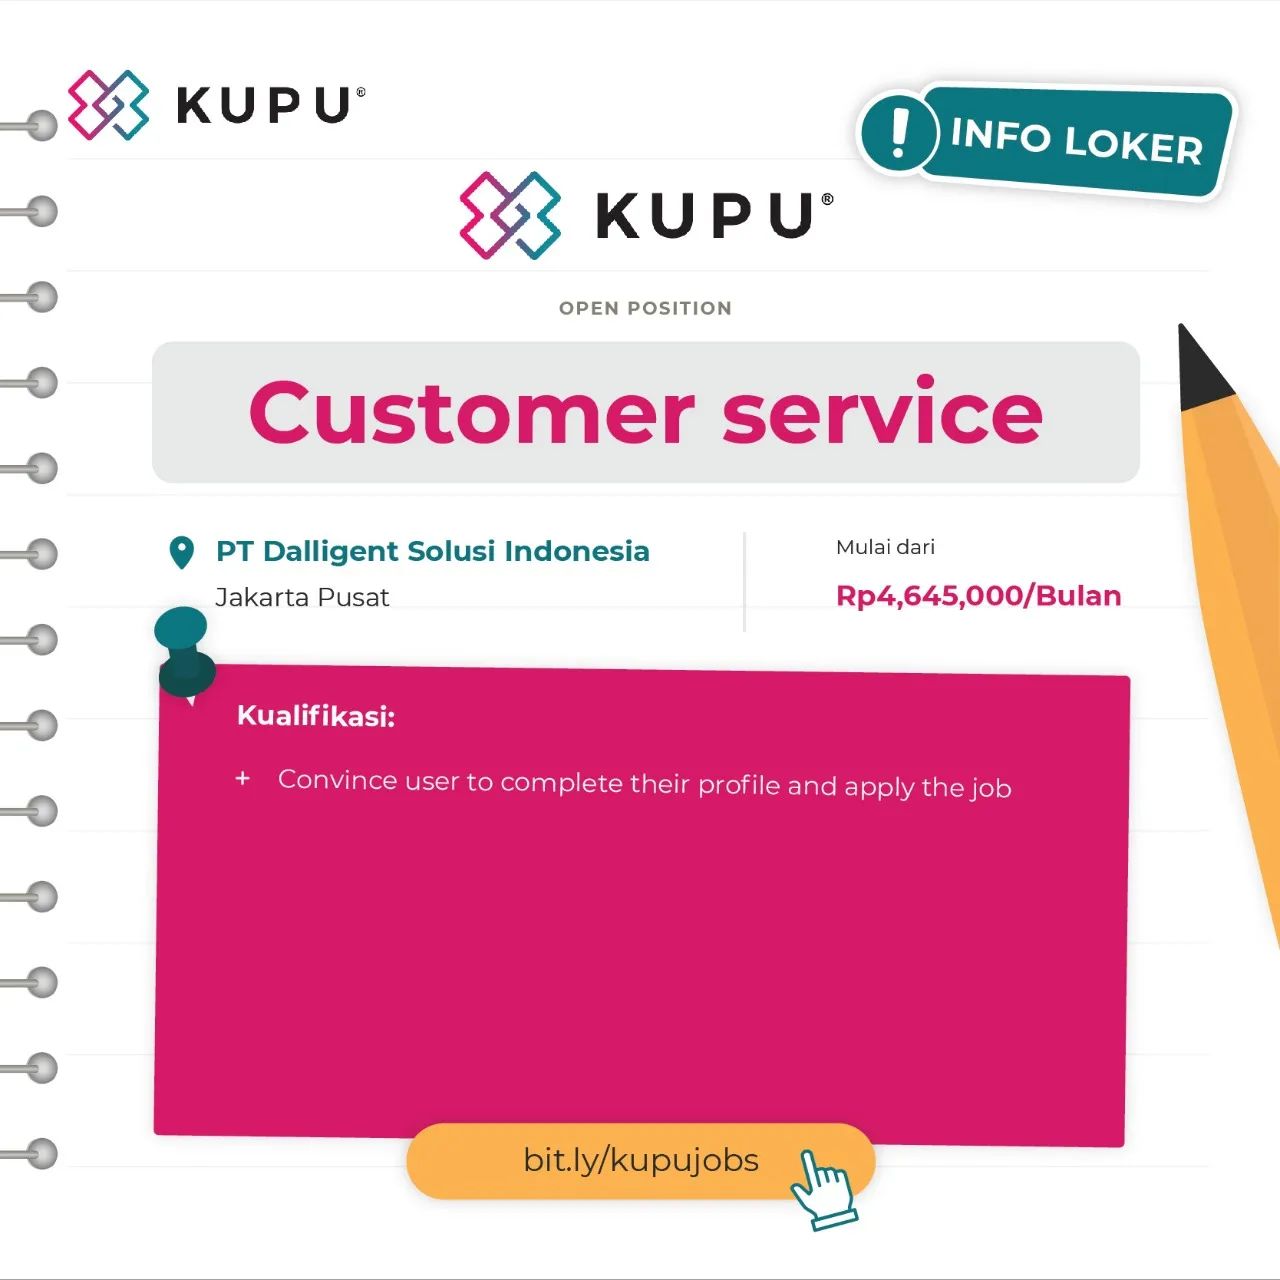 KUPU®
! INFO LOKER
KUPU®
OPEN POSITION
Customer service
PT Dalligent Solusi Indonesia
Jakarta Pusat
Mulai dari
Rp4,645,000/Bulan
Kualifikasi:
+ Convince user to complete their profile and apply the job
bit.ly/kupujobs